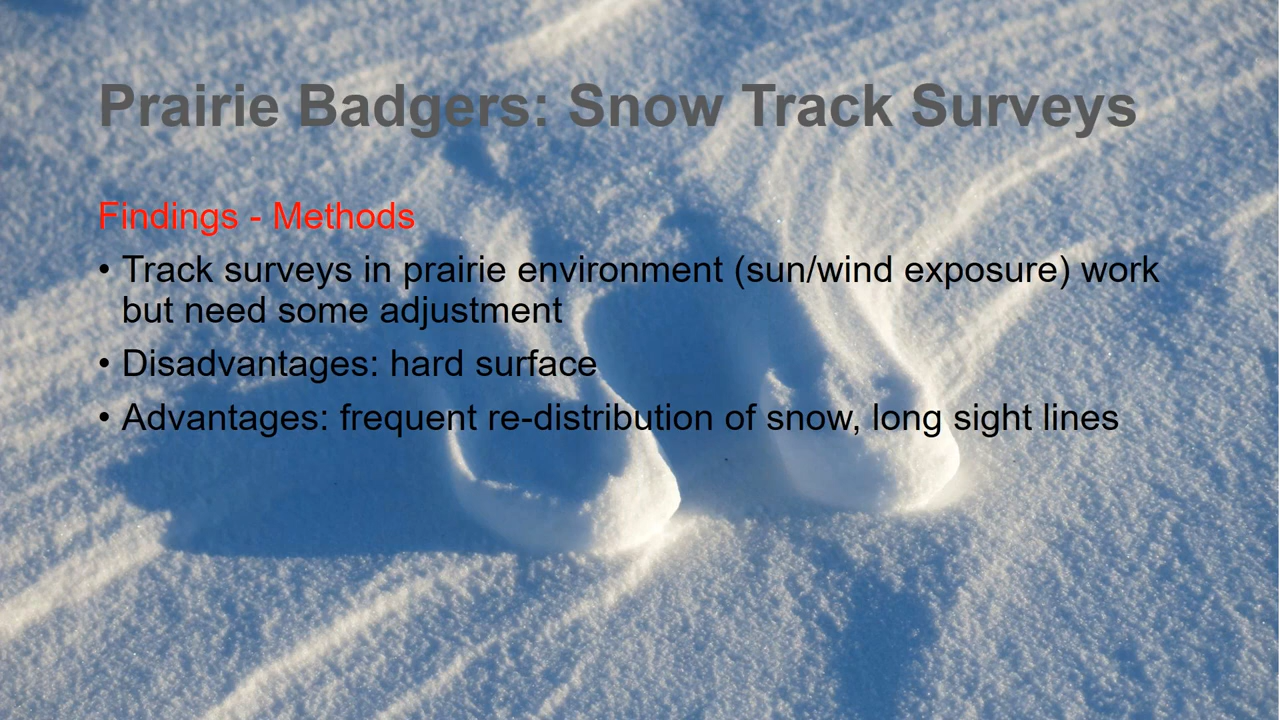 Prairie Badgers: Snow Track Surveys
Findings - Methods
• Track surveys in prairie environment (sun/wind exposure) work
but need some adjustment
• Disadvantages: hard surface
• Advantages: frequent re-distribution of snow, long sight lines